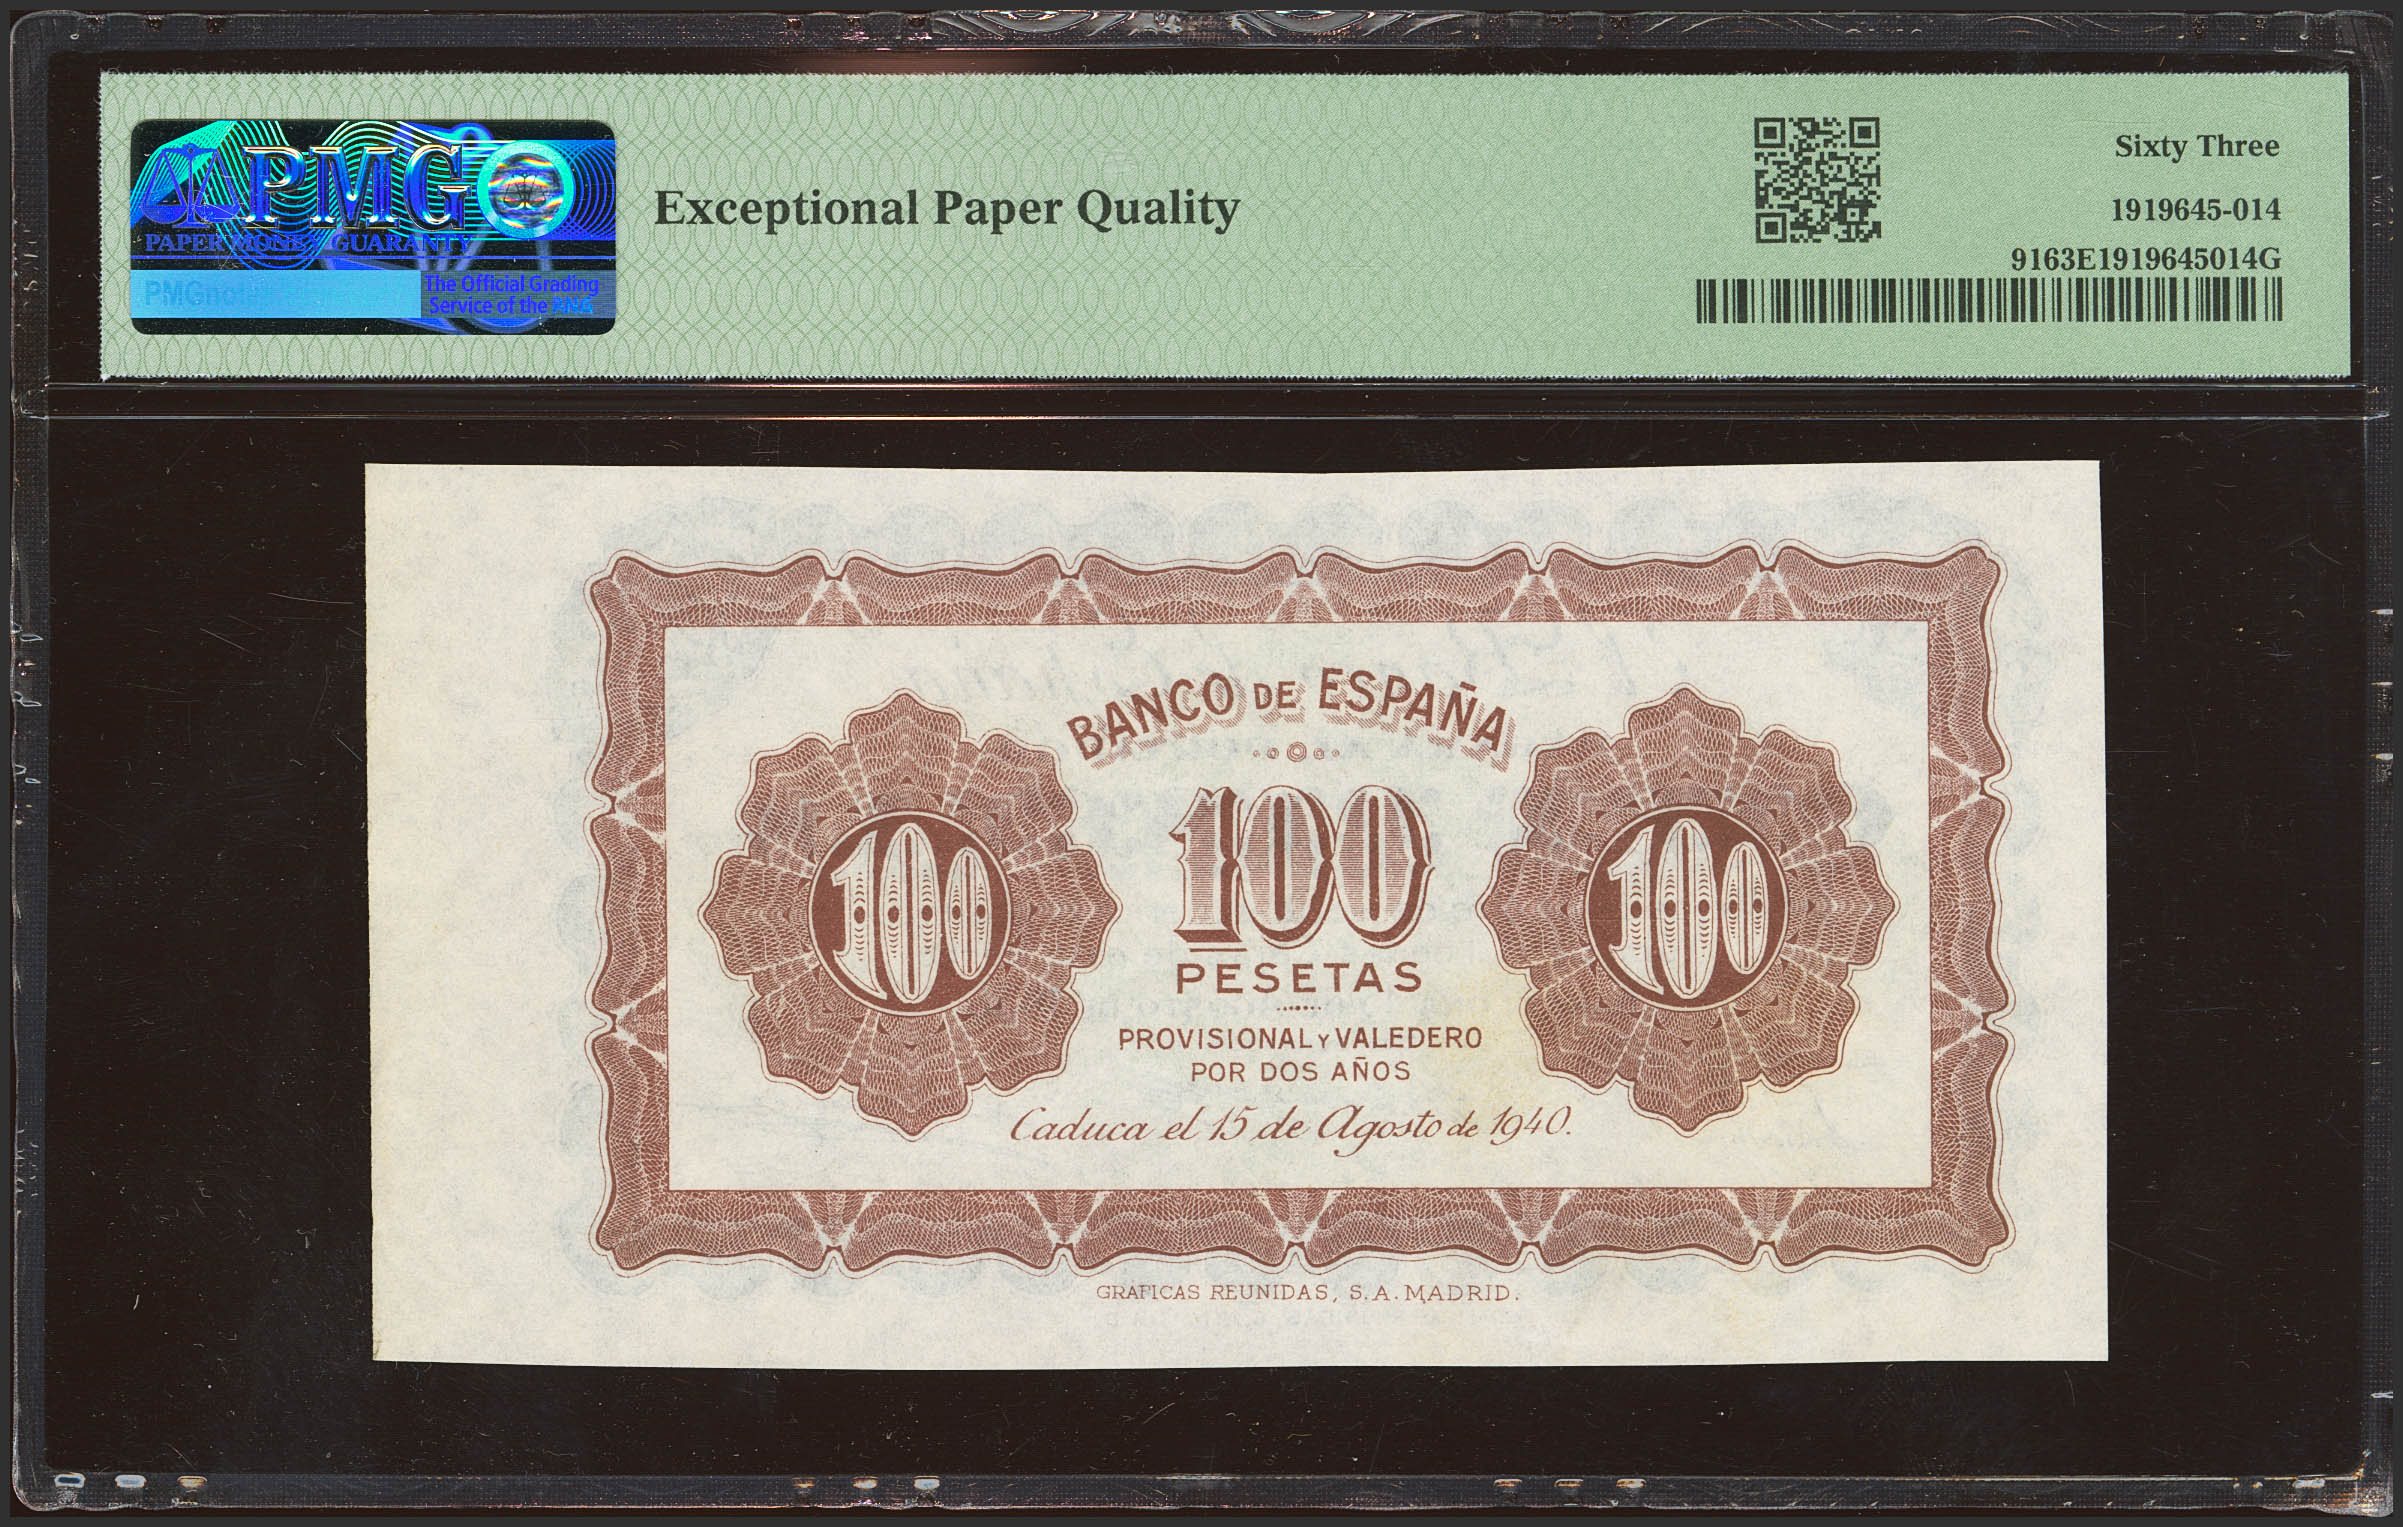 PMG
PAPER MONEY GUARANTY
The Official Grading
Service of the PNG
Exceptional Paper Quality
Sixty Three
1919645-014
9163E1919645014G
BANCO DE ESPAÑA
100
100
100
PESETAS
PROVISIONAL Y VALEDERO
POR DOS AÑOS
Caduca el 15 de Agosto de 1940.
GRAFICAS REUNIDAS, S.A. MADRID.